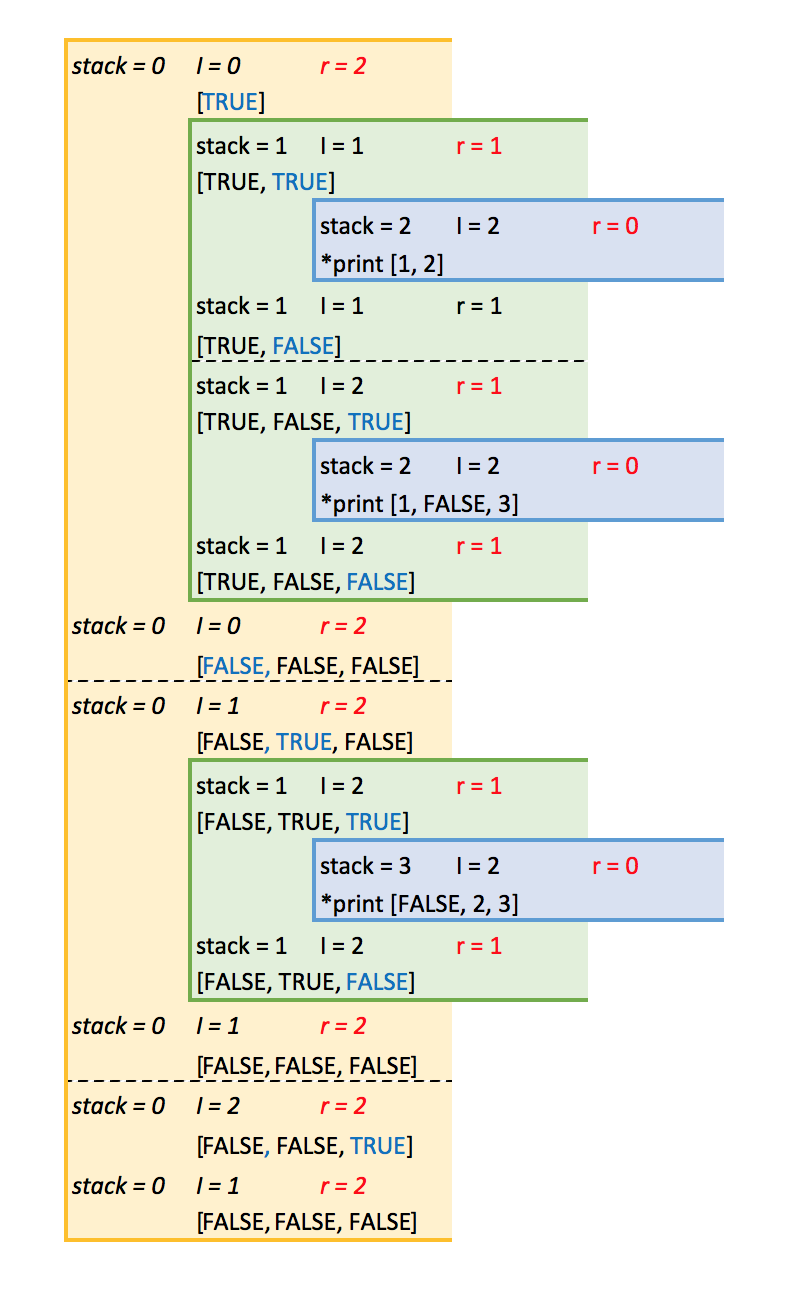 stack = 0 l = 0 r = 2
[TRUE]
stack = 1 l = 1 r = 1
[TRUE, TRUE]
stack = 2 l = 2 r = 0
*print [1, 2]
stack = 1 l = 1 r = 1
[TRUE, FALSE]
stack = 1 l = 2 r = 1
[TRUE, FALSE, TRUE]
stack = 2 l = 2 r = 0
*print [1, FALSE, 3]
stack = 1 l = 2 r = 1
[TRUE, FALSE, FALSE]
stack = 0 l = 0 r = 2
[FALSE, FALSE, FALSE]
stack = 0 l = 1 r = 2
[FALSE, TRUE, FALSE]
stack = 1 l = 2 r = 1
[FALSE, TRUE, TRUE]
stack = 3 l = 2 r = 0
*print [FALSE, 2, 3]
stack = 1 l = 2 r = 1
[FALSE, TRUE, FALSE]
stack = 0 l = 1 r = 2
[FALSE, FALSE, FALSE]
stack = 0 l = 2 r = 2
[FALSE, FALSE, TRUE]
stack = 0 l = 1 r = 2
[FALSE, FALSE, FALSE]